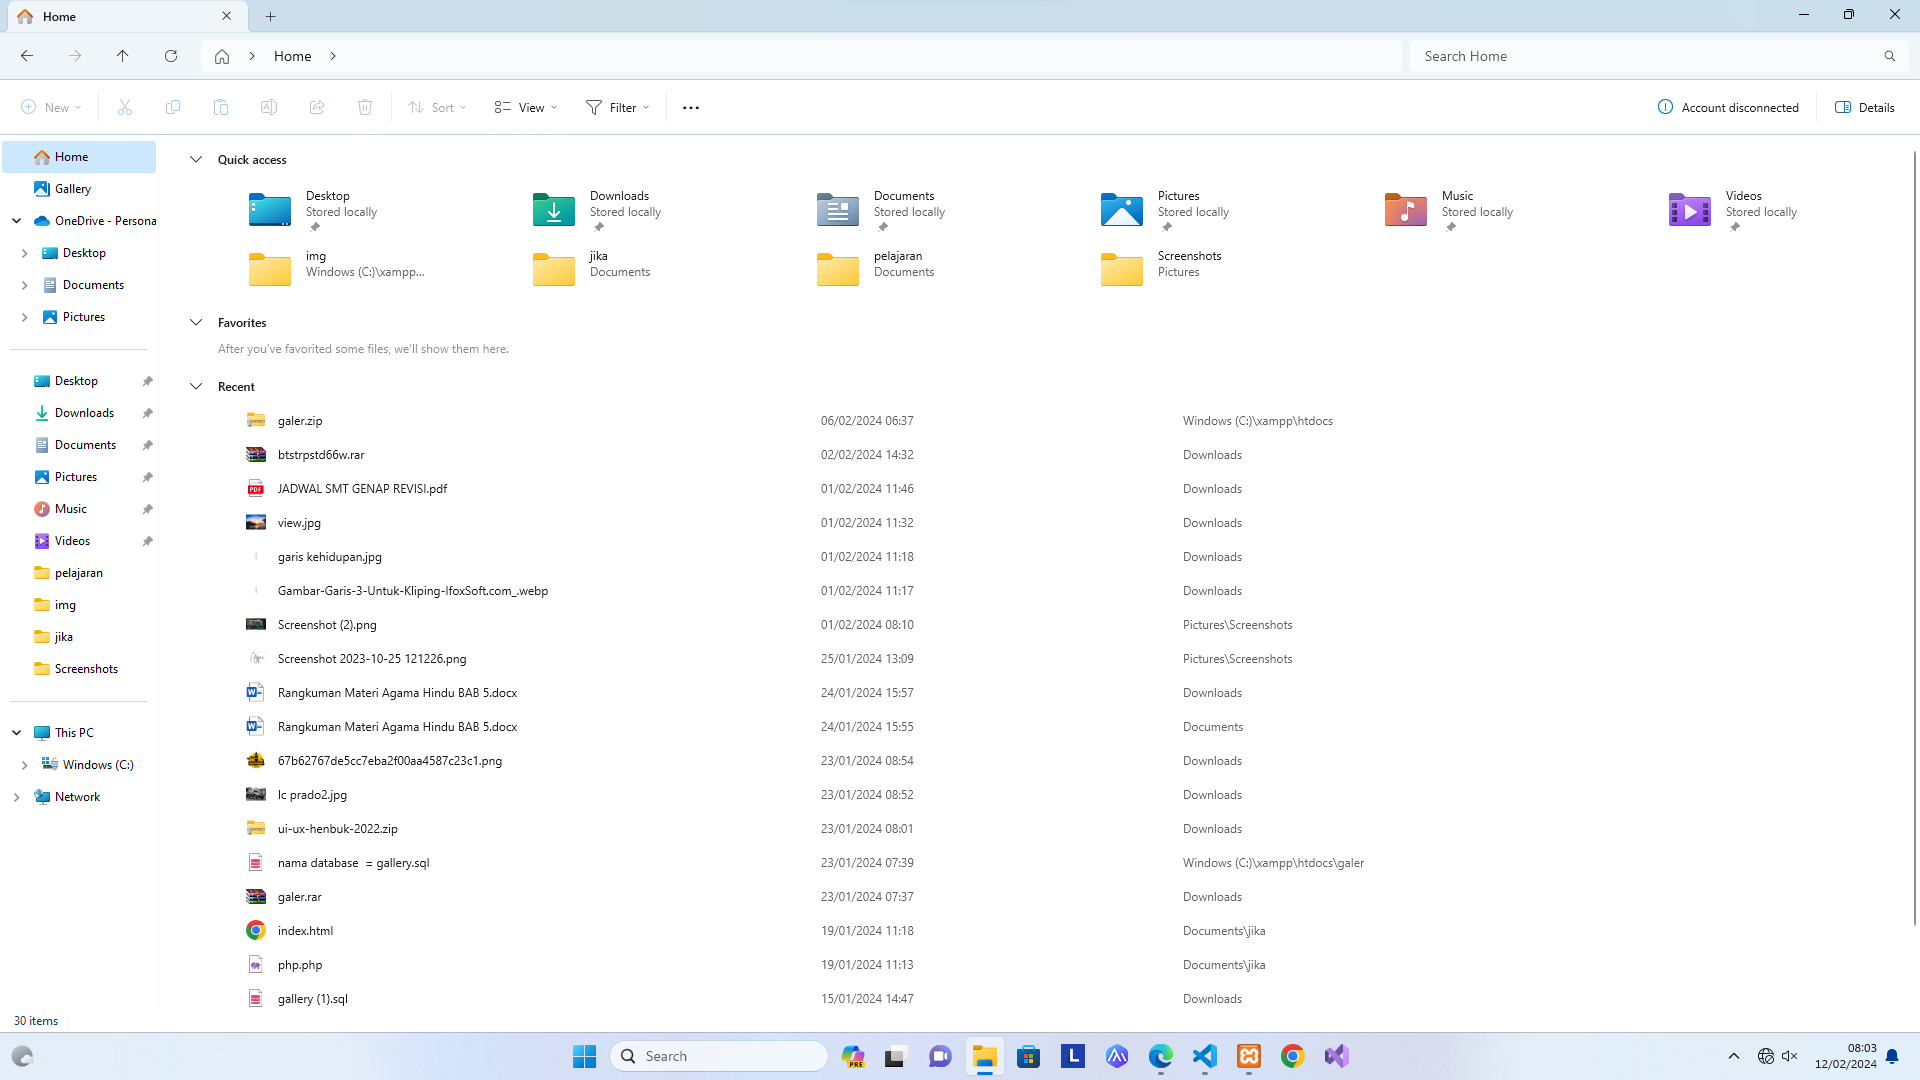 Home
Home
Search Home
New
Sort
View
Filter
Account disconnected
Details
Home
Gallery
OneDrive - Persona
Desktop
Documents
Pictures
Desktop
Downloads
Documents
Pictures
Music
Videos
pelajaran
img
jika
Screenshots
This PC
Windows (C:)
Network
Quick access
Desktop
Stored locally
Downloads
Stored locally
Documents
Stored locally
Pictures
Stored locally
Music
Stored locally
Videos
Stored locally
img
Windows (C:)\xampp...
jika
Documents
pelajaran
Documents
Screenshots
Pictures
Favorites
After you've favorited some files, we'll show them here.
Recent
galer.zip 06/02/2024 06:37 Windows (C:)\xampp\htdocs
btstrpstd66w.rar 02/02/2024 14:32 Downloads
JADWAL SMT GENAP REVISI.pdf 01/02/2024 11:46 Downloads
view.jpg 01/02/2024 11:32 Downloads
garis kehidupan.jpg 01/02/2024 11:18 Downloads
Gambar-Garis-3-Untuk-Kliping-IfoxSoft.com_.webp 01/02/2024 11:17 Downloads
Screenshot (2).png 01/02/2024 08:10 Pictures\Screenshots
Screenshot 2023-10-25 121226.png 25/01/2024 13:09 Pictures\Screenshots
Rangkuman Materi Agama Hindu BAB 5.docx 24/01/2024 15:57 Downloads
Rangkuman Materi Agama Hindu BAB 5.docx 24/01/2024 15:55 Documents
67b62767de5cc7eba2f00aa4587c23c1.png 23/01/2024 08:54 Downloads
lc prado2.jpg 23/01/2024 08:52 Downloads
ui-ux-henbuk-2022.zip 23/01/2024 08:01 Downloads
nama database  = gallery.sql 23/01/2024 07:39 Windows (C:)\xampp\htdocs\galer
galer.rar 23/01/2024 07:37 Downloads
index.html 19/01/2024 11:18 Documents\jika
php.php 19/01/2024 11:13 Documents\jika
gallery (1).sql 15/01/2024 14:47 Downloads
30 items
Search
PRE
L
08:03
12/02/2024